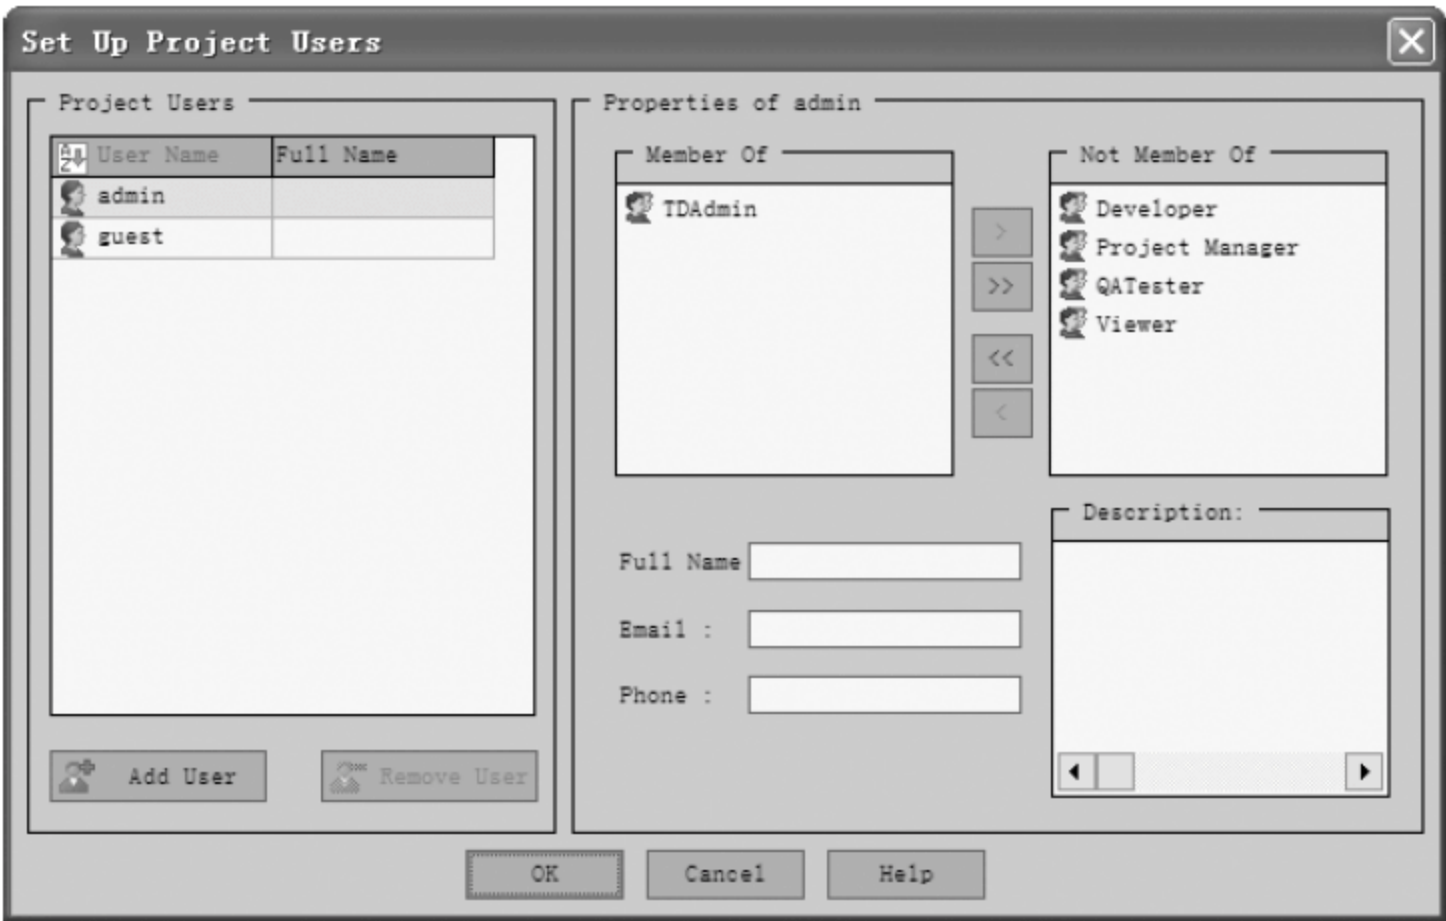 Set Up Project Users
Project Users
User Name Full Name
admin
guest
Add User Remove User
Properties of admin
Member Of
TDAdmin
>
>>
<<
<
Not Member Of
Developer
Project Manager
QATester
Viewer
Full Name
Email :
Phone :
Description:
OK Cancel Help